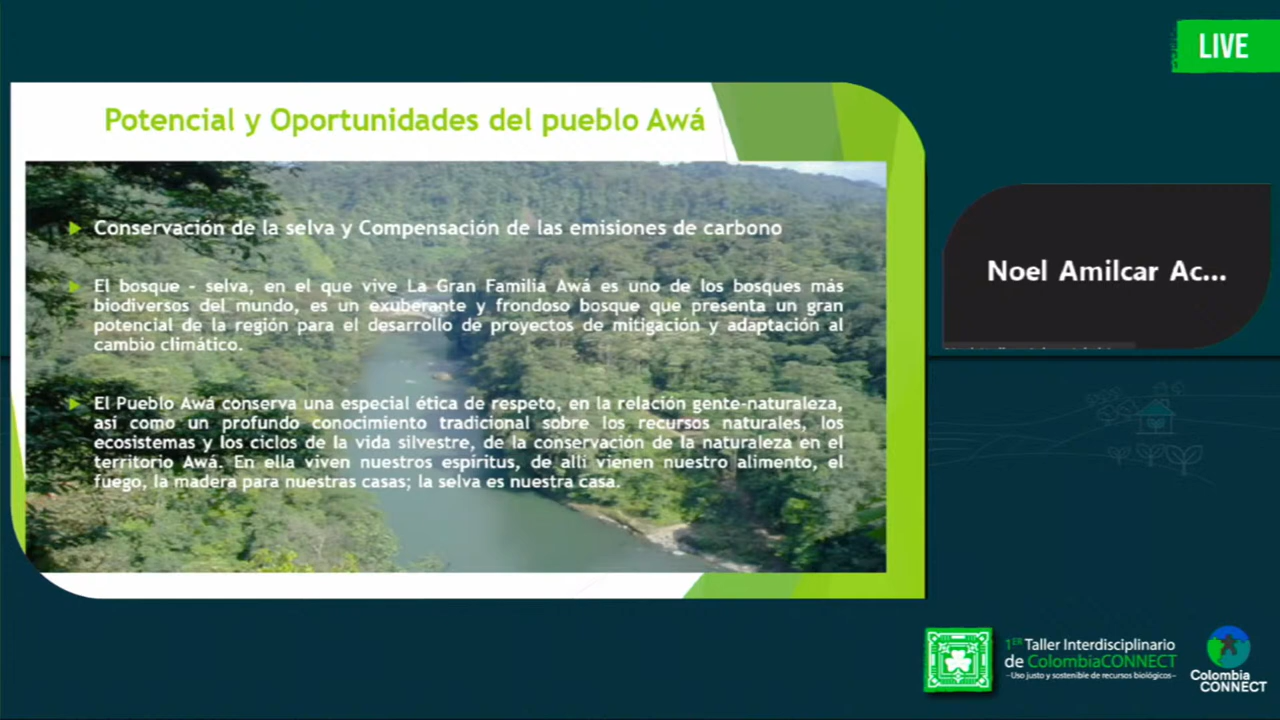 LIVE
Potencial y Oportunidades del pueblo Awá
Conservación de la selva y Compensación de las emisiones de carbono
El bosque - selva, en el que vive La Gran Familia Awá es uno de los bosques más
biodiversos del mundo, es un exuberante y frondoso bosque que presenta un gran
potencial de la región para el desarrollo de proyectos de mitigación y adaptación al
cambio climático.
El Pueblo Awá conserva una especial ética de respeto, en la relación gente-naturaleza,
así como un profundo conocimiento tradicional sobre los recursos naturales, los
ecosistemas y los ciclos de la vida silvestre, de la conservación de la naturaleza en el
territorio Awá. En ella viven nuestros espíritus, de allí vienen nuestro alimento, el
fuego, la madera para nuestras casas; la selva es nuestra casa.
Noel Amilcar Ac...
1ER Taller Interdisciplinario
de ColombiaCONNECT
-Uso justo y sostenible de recursos biológicos-
Colombia
CONNECT